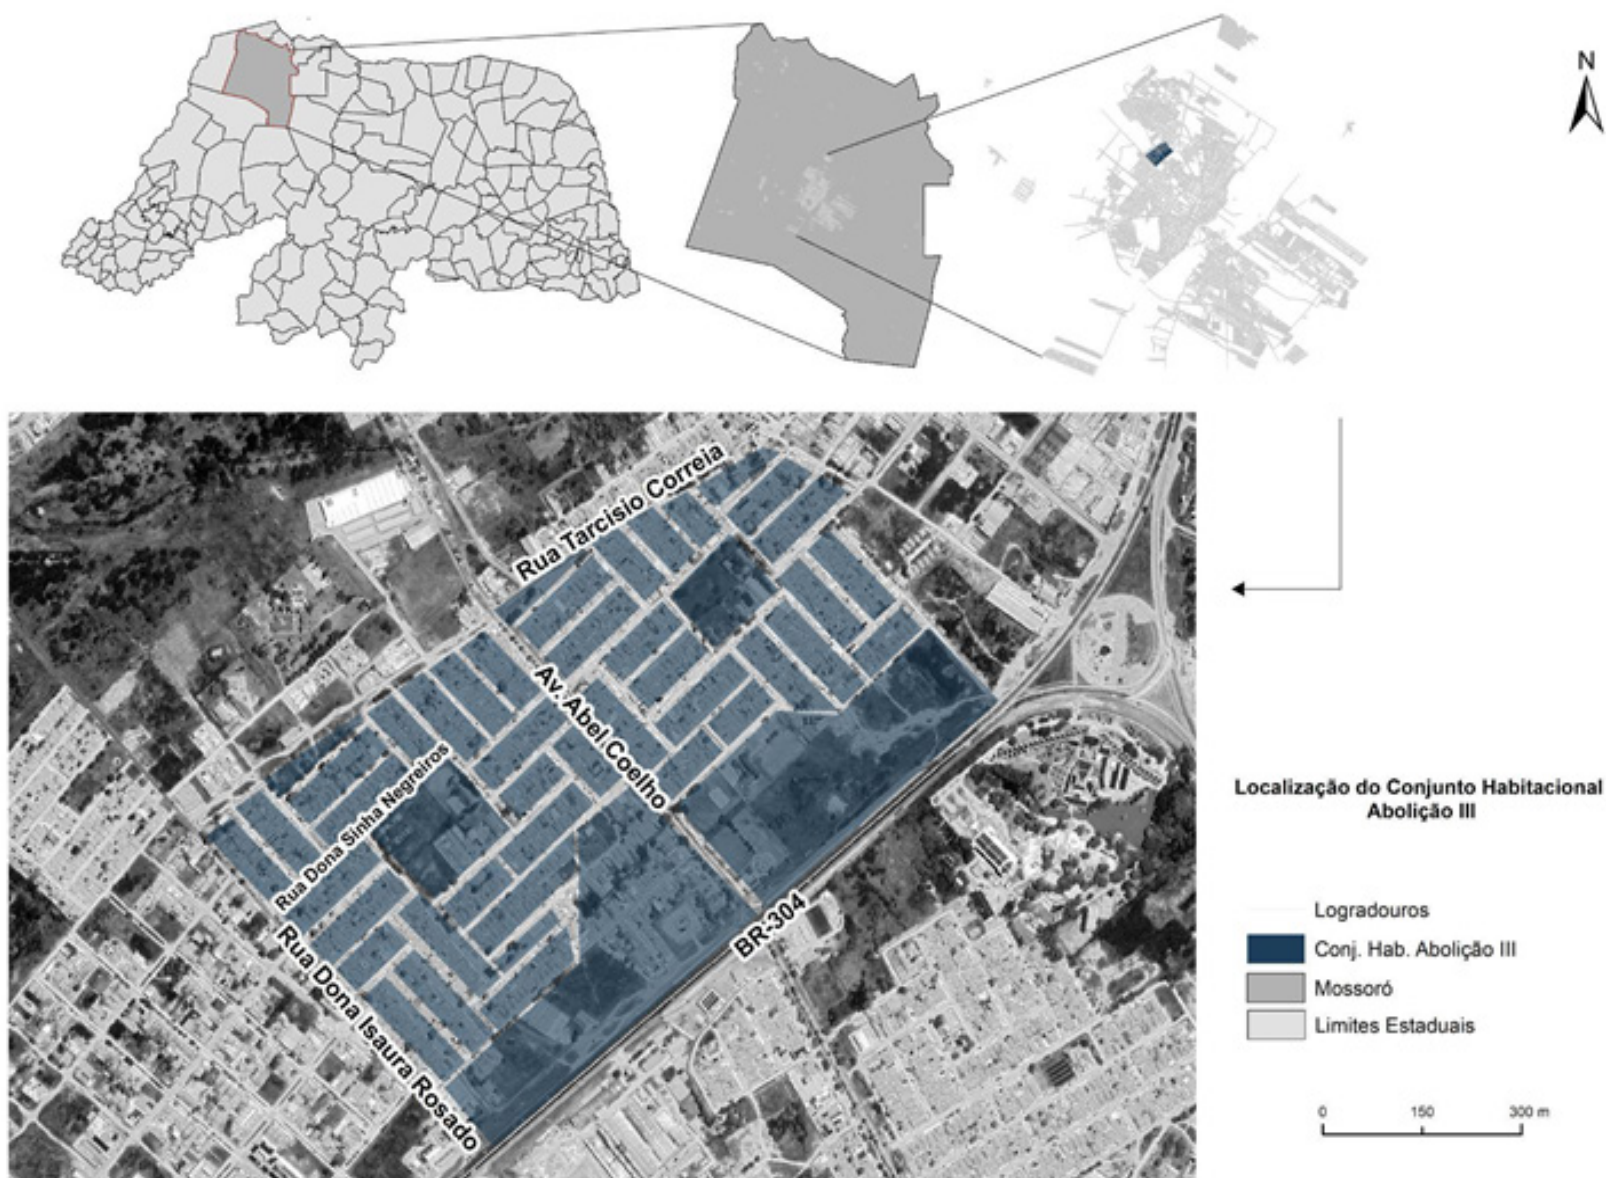 N
Rua Tarcisio Correia
Av. Abel Coelho
Rua Dona Sinha Negreiros
Rua Dona Isaura Rosado
BR-304
Localização do Conjunto Habitacional
Abolição III
Logradouros
Conj. Hab. Abolição III
Mossoró
Limites Estaduais
0 150 300 m